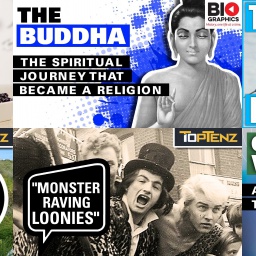 THE
BUDDHA
THE SPIRITUAL
JOURNEY THAT
BECAME A RELIGION
BIO
GRAPHICS
TOPTENZ
"MONSTER
RAVING
LOONIES"